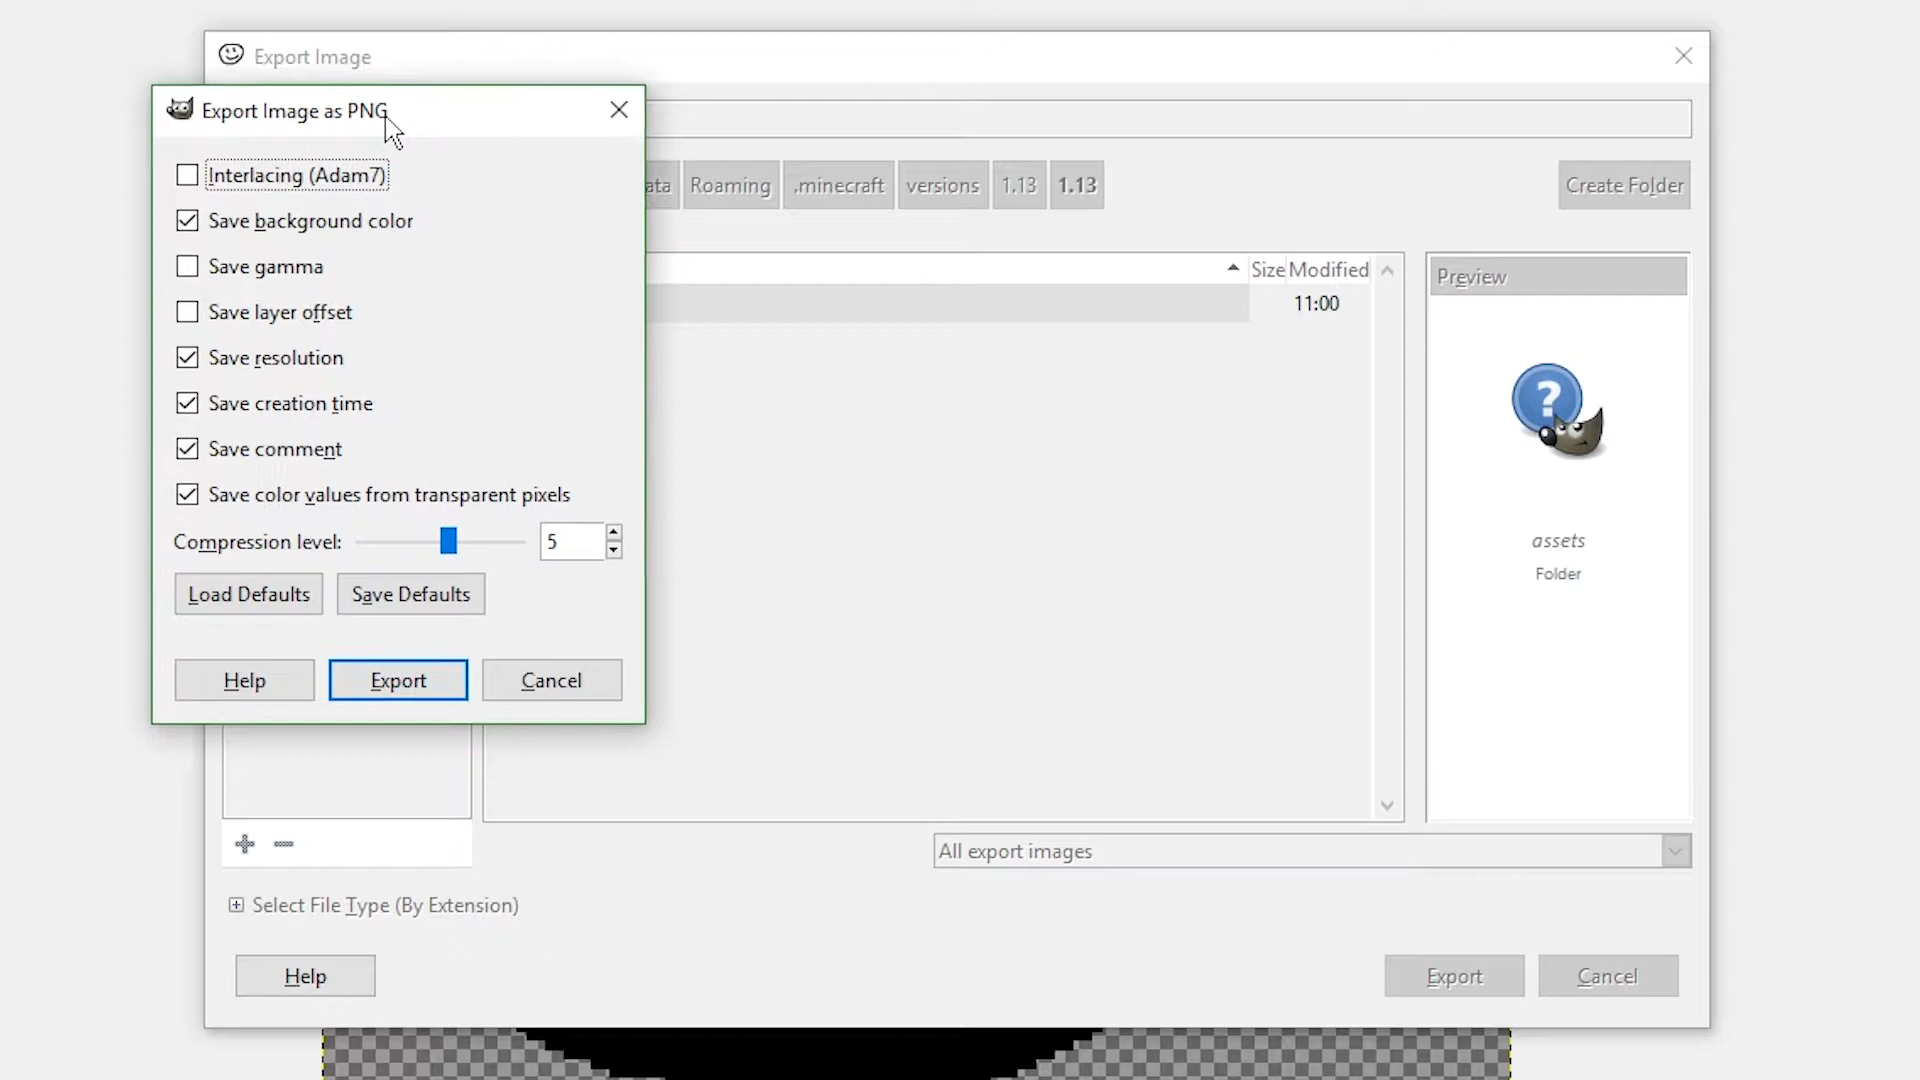 Export Image
Export Image as PNG
Interlacing (Adam7)
Save background color
Save gamma
Save layer offset
Save resolution
Save creation time
Save comment
Save color values from transparent pixels
Compression level: 5
Load Defaults Save Defaults
Help Export Cancel
ata Roaming .minecraft versions 1.13 1.13 Create Folder
Size Modified
11:00
Preview
?
assets
Folder
All export images
Select File Type (By Extension)
Help Export Cancel